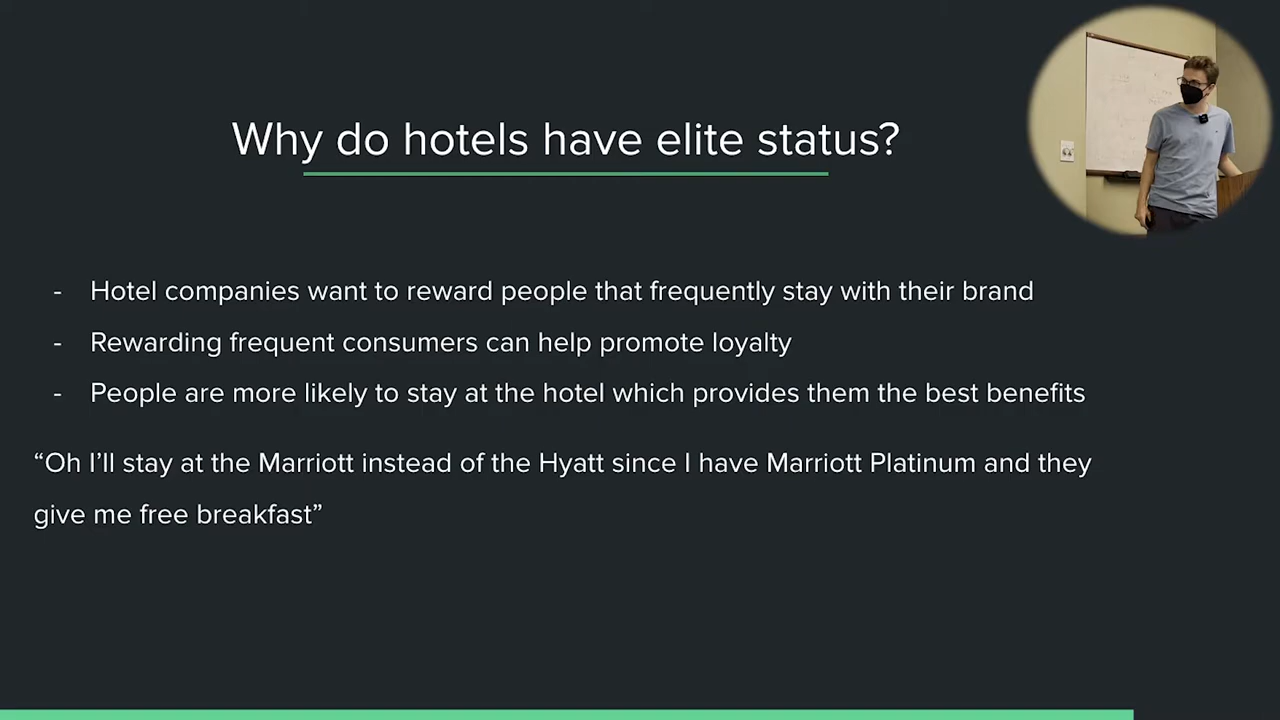 Why do hotels have elite status?
- Hotel companies want to reward people that frequently stay with their brand
- Rewarding frequent consumers can help promote loyalty
- People are more likely to stay at the hotel which provides them the best benefits
“Oh I’ll stay at the Marriott instead of the Hyatt since I have Marriott Platinum and they
give me free breakfast”